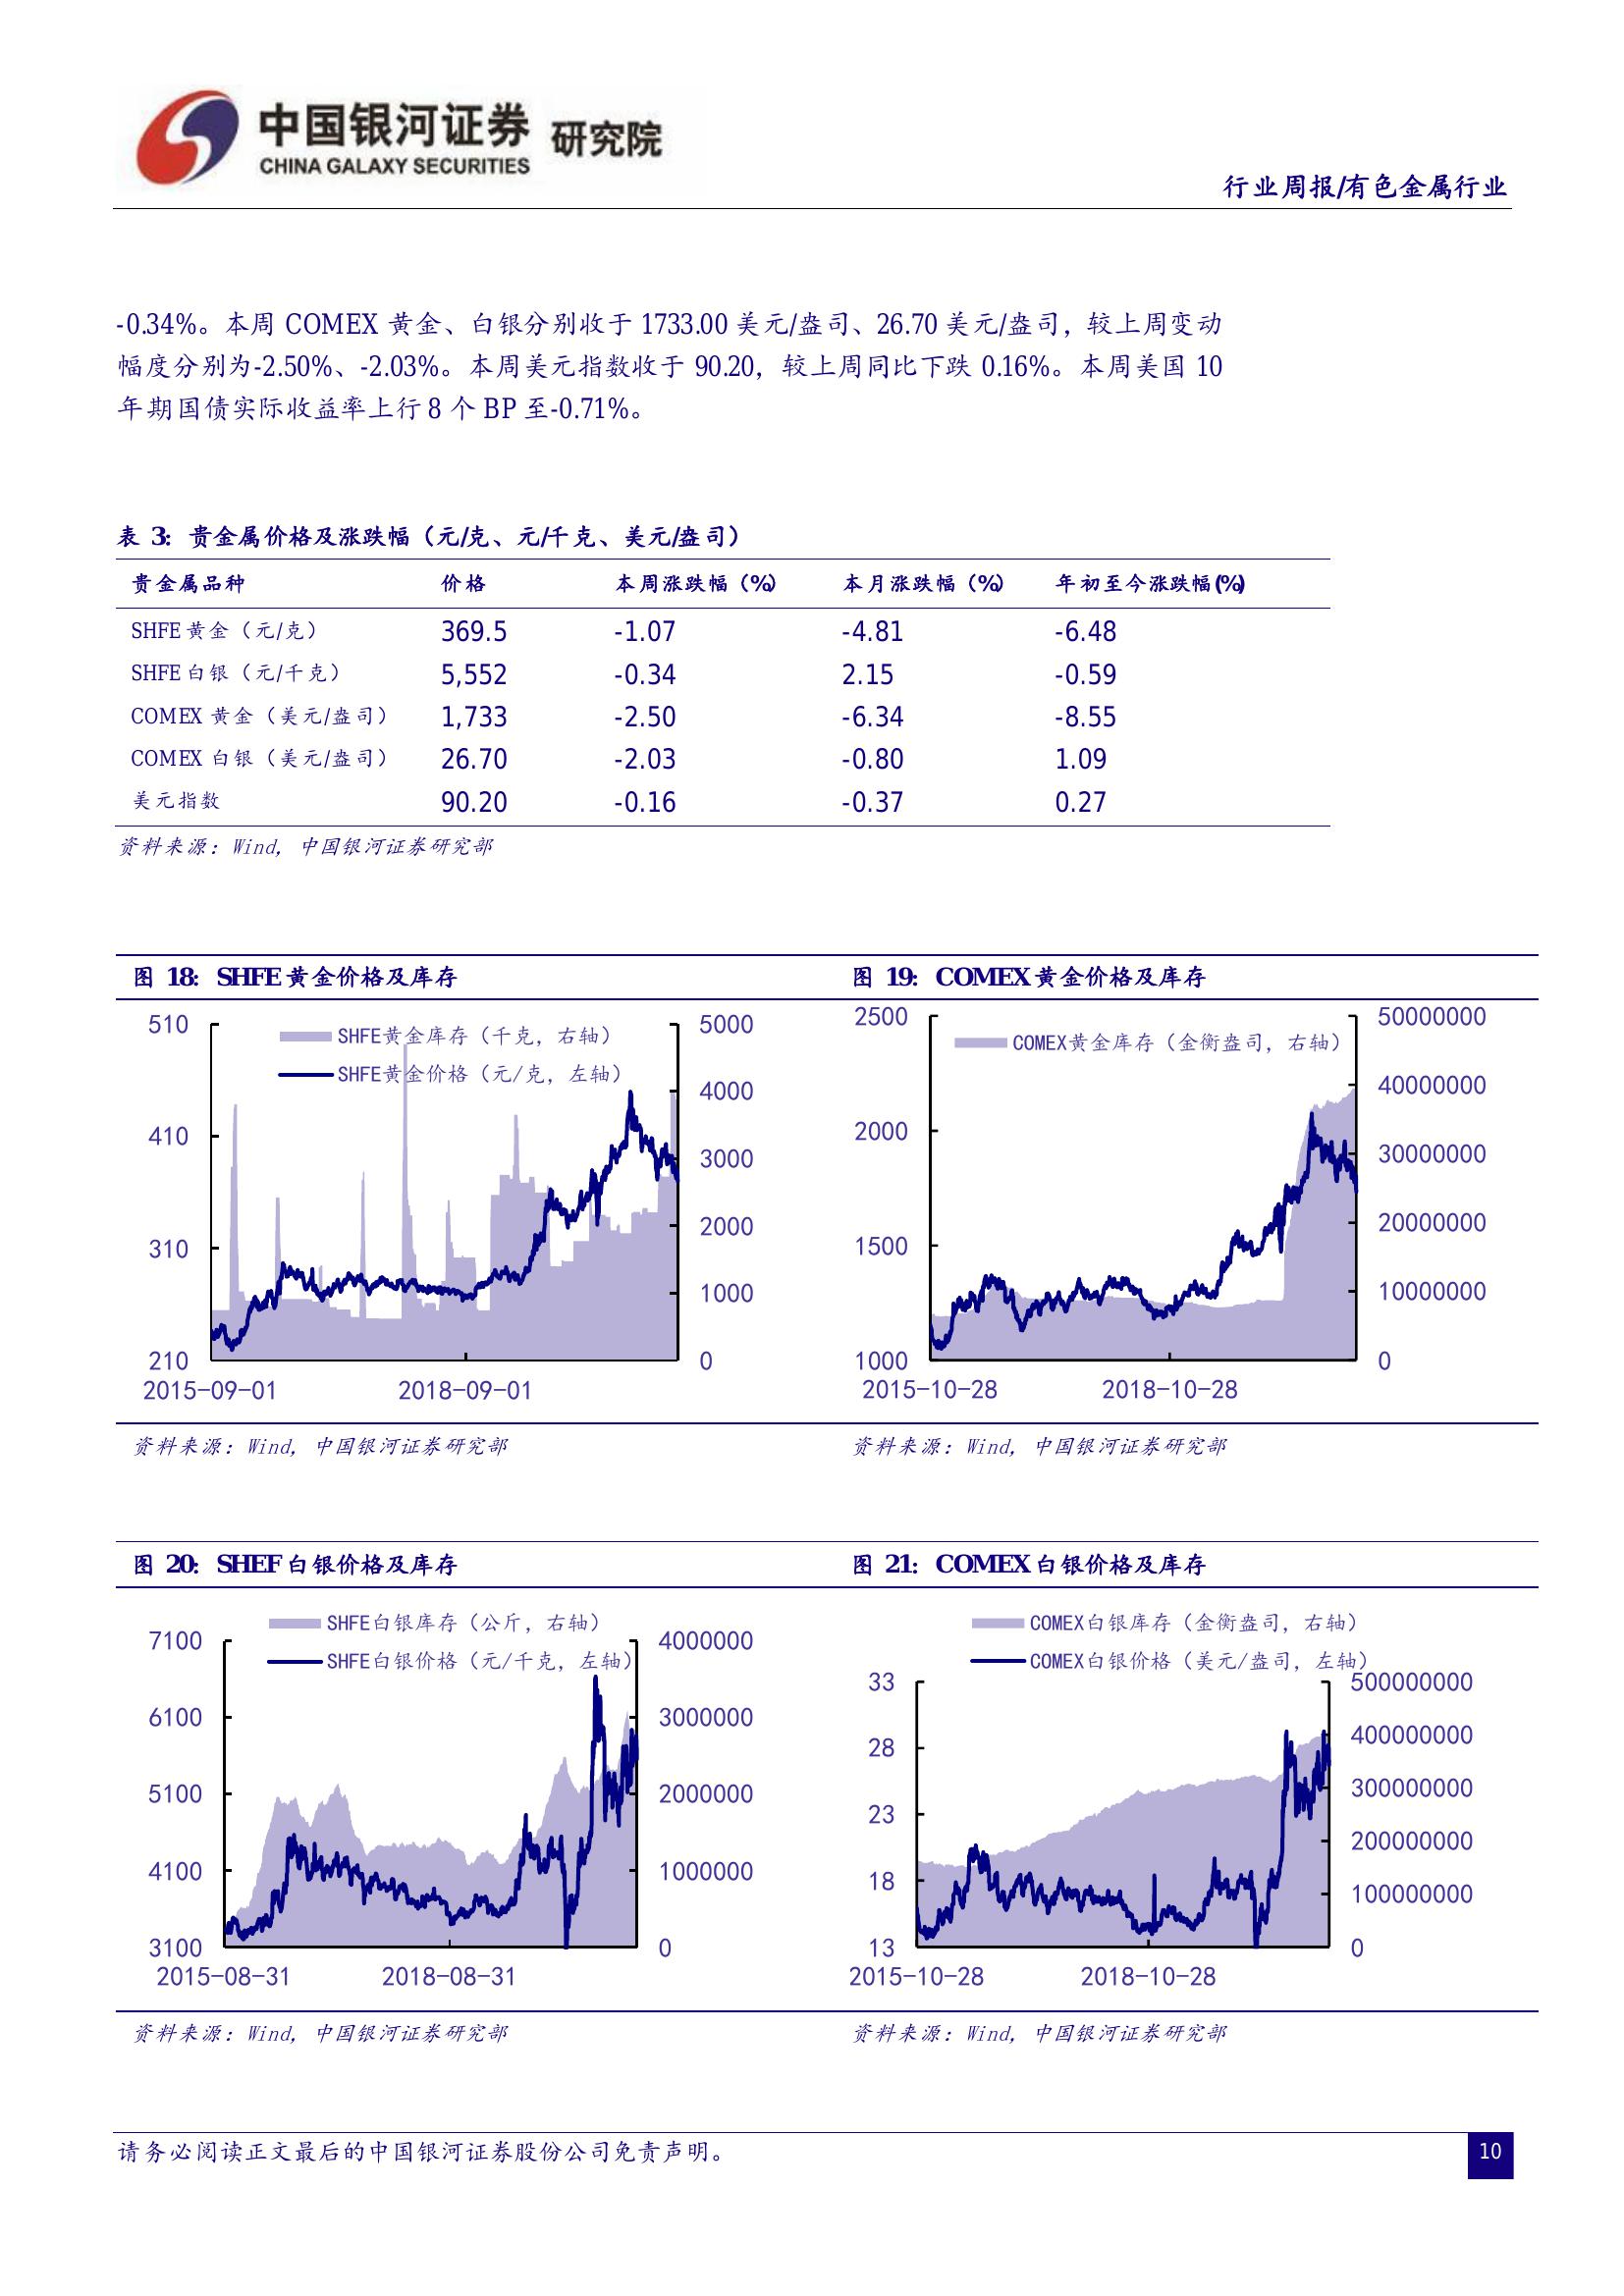 中国银河证券 研究院
CHINA GALAXY SECURITIES
行业周报/有色金属行业
-0.34%。本周 COMEX 黄金、白银分别收于 1733.00 美元/盎司、26.70 美元/盎司，较上周变动
幅度分别为-2.50%、-2.03%。本周美元指数收于 90.20，较上周同比下跌 0.16%。本周美国 10
年期国债实际收益率上行 8 个 BP 至-0.71%。
表 3：贵金属价格及涨跌幅（元/克、元/千克、美元/盎司）
贵金属品种 价格 本周涨跌幅（%） 本月涨跌幅（%） 年初至今涨跌幅(%)
SHFE 黄金（元/克） 369.5 -1.07 -4.81 -6.48
SHFE 白银（元/千克） 5,552 -0.34 2.15 -0.59
COMEX 黄金（美元/盎司） 1,733 -2.50 -6.34 -8.55
COMEX 白银（美元/盎司） 26.70 -2.03 -0.80 1.09
美元指数 90.20 -0.16 -0.37 0.27
资料来源：Wind，中国银河证券研究部
图 18：SHFE 黄金价格及库存
510
410
310
210
SHFE黄金库存（千克，右轴）
SHFE黄金价格（元/克，左轴）
5000
4000
3000
2000
1000
0
2015-09-01 2018-09-01
资料来源：Wind，中国银河证券研究部
图 19：COMEX 黄金价格及库存
2500
2000
1500
1000
COMEX黄金库存（金衡盎司，右轴）
50000000
40000000
30000000
20000000
10000000
0
2015-10-28 2018-10-28
资料来源：Wind，中国银河证券研究部
图 20：SHEF 白银价格及库存
SHFE白银库存（公斤，右轴）
SHFE白银价格（元/千克，左轴）
7100
6100
5100
4100
3100
4000000
3000000
2000000
1000000
0
2015-08-31 2018-08-31
资料来源：Wind，中国银河证券研究部
图 21：COMEX 白银价格及库存
COMEX白银库存（金衡盎司，右轴）
COMEX白银价格（美元/盎司，左轴）
33
28
23
18
13
500000000
400000000
300000000
200000000
100000000
0
2015-10-28 2018-10-28
资料来源：Wind，中国银河证券研究部
请务必阅读正文最后的中国银河证券股份公司免责声明。
10